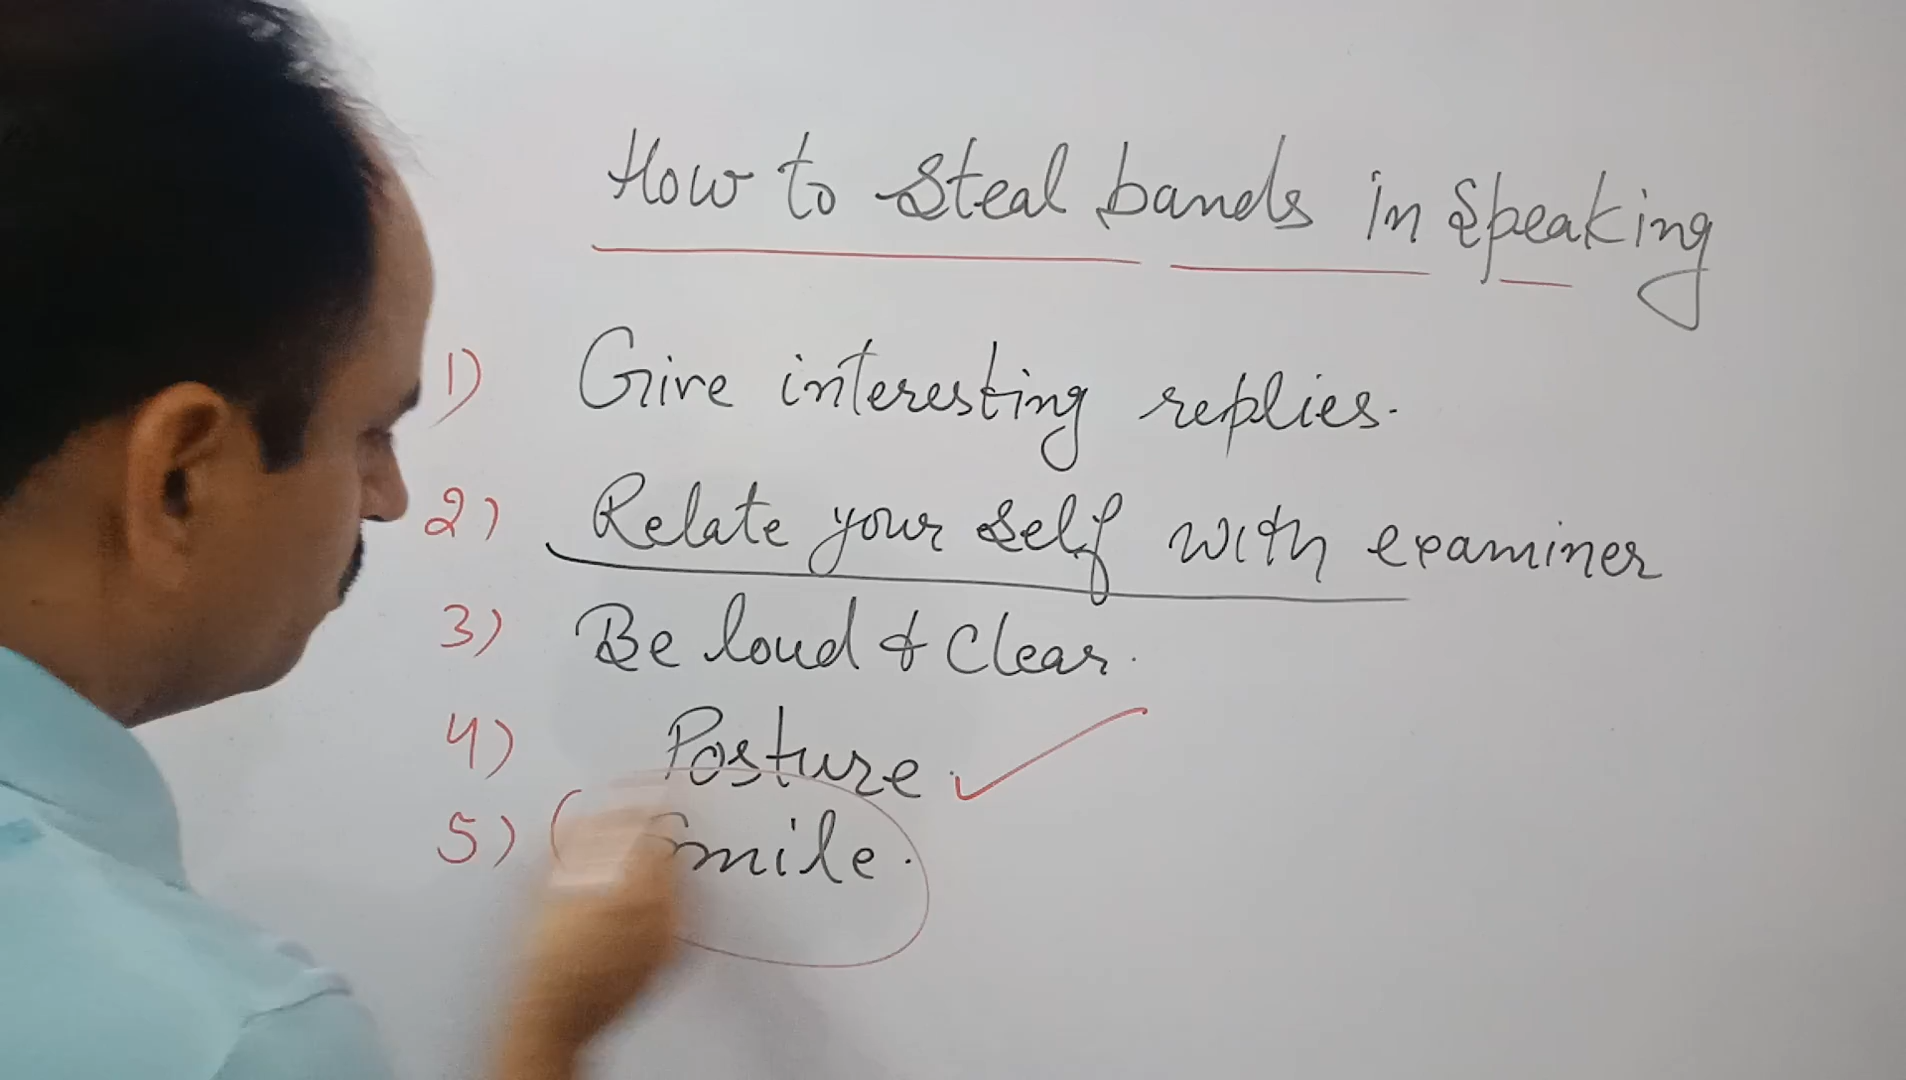 How to Steal bands in Speaking
1) Give interesting replies.
2) Relate your self with examiner
3) Be loud & Clear.
4) Posture
5) Smile.